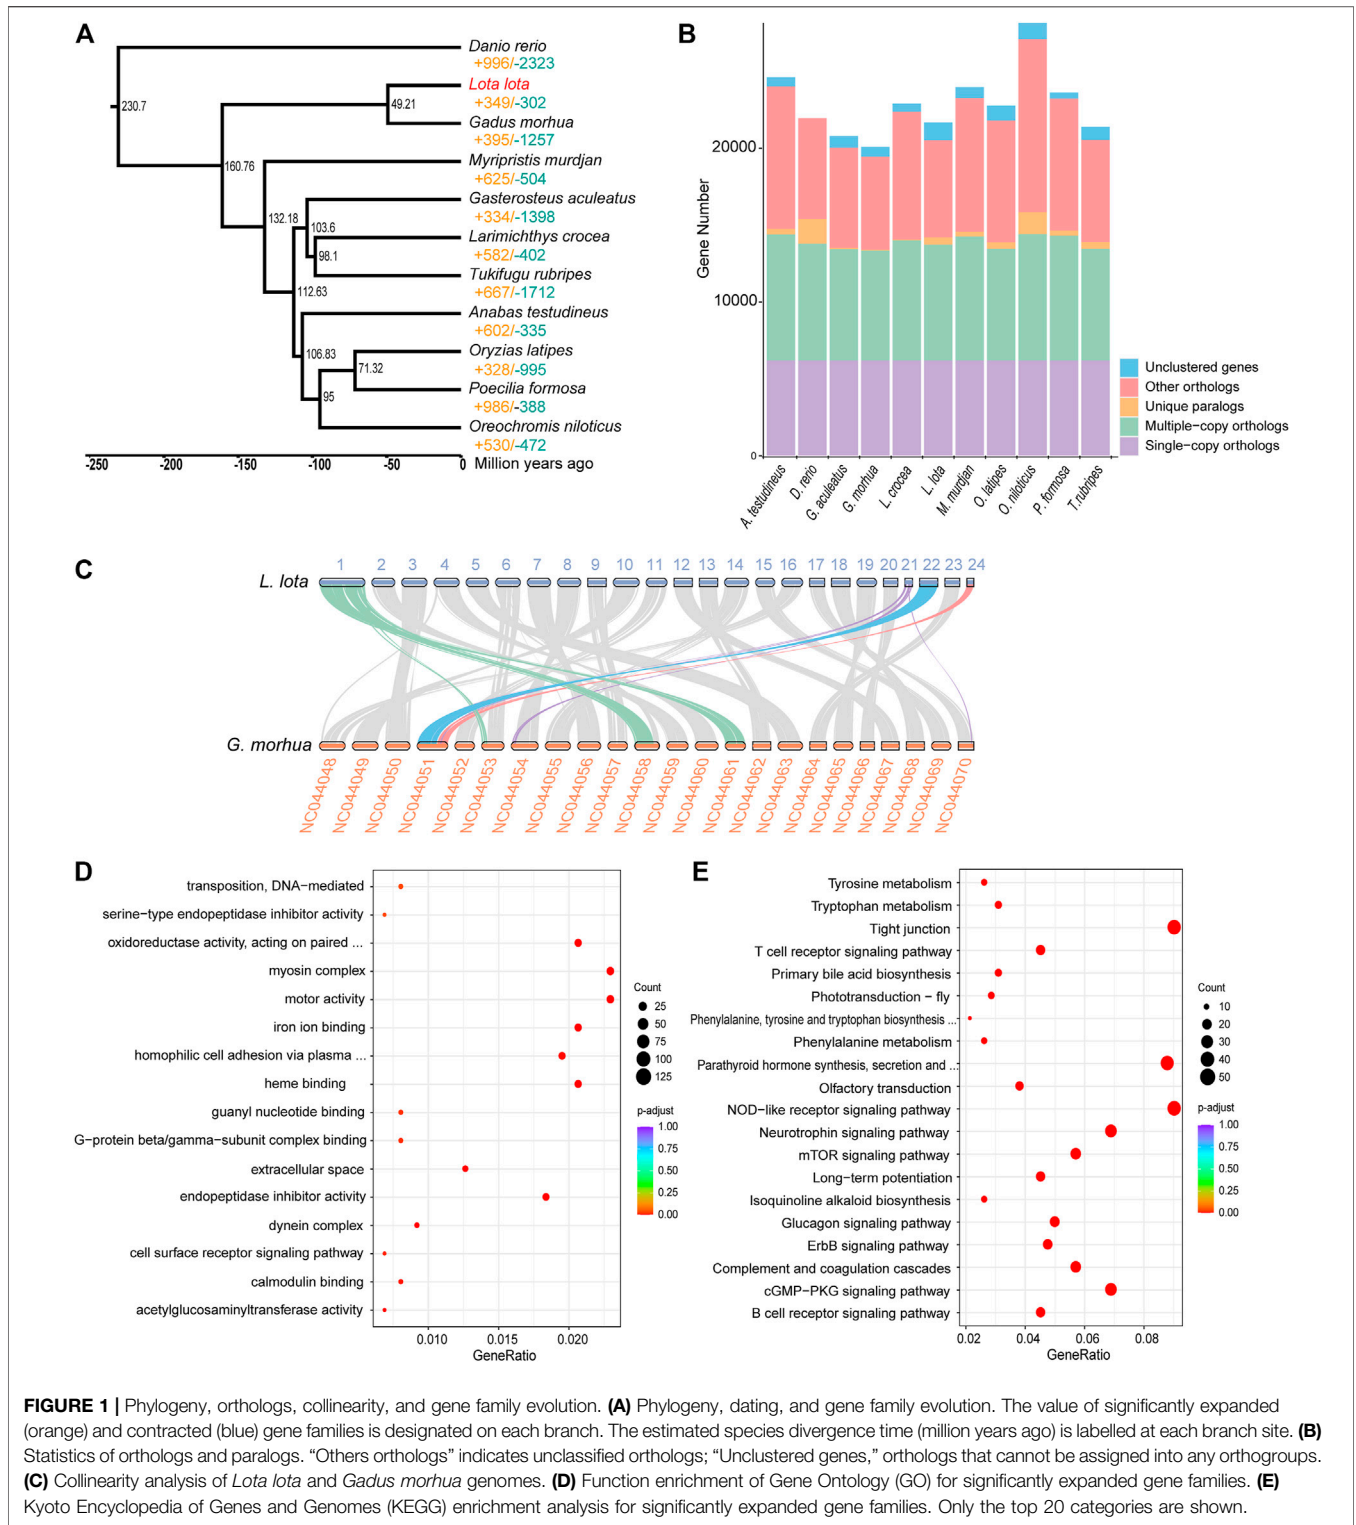 A
Danio rerio
+996/-2323
Lota lota
+349/-302
Gadus morhua
+395/-1257
Myripristis murdjan
+625/-504
Gasterosteus aculeatus
+334/-1398
Larimichthys crocea
+582/-402
Tukifugu rubripes
+667/-1712
Anabas testudineus
+602/-335
Oryzias latipes
+328/-995
Poecilia formosa
+986/-388
Oreochromis niloticus
+530/-472
230.7
49.21
160.76
132.18
103.6
98.1
112.63
106.83
71.32
95
-250 -200 -150 -100 -50 0 Million years ago
B
Gene Number
20000
10000
0
A. testudineus
D. rerio
G. aculeatus
G. morhua
L. crocea
L. lota
M. murdjan
O. latipes
O. niloticus
P. formosa
T.rubripes
Unclustered genes
Other orthologs
Unique paralogs
Multiple−copy orthologs
Single−copy orthologs
C
1 2 3 4 5 6 7 8 9 10 11 12 13 14 15 16 17 18 19 20 21 22 23 24
L. lota
G. morhua
NC044048
NC044049
NC044050
NC044051
NC044052
NC044053
NC044054
NC044055
NC044056
NC044057
NC044058
NC044059
NC044060
NC044061
NC044062
NC044063
NC044064
NC044065
NC044066
NC044067
NC044068
NC044069
NC044070
D
transposition, DNA−mediated
serine−type endopeptidase inhibitor activity
oxidoreductase activity, acting on paired ...
myosin complex
motor activity
iron ion binding
homophilic cell adhesion via plasma ...
heme binding
guanyl nucleotide binding
G−protein beta/gamma−subunit complex binding
extracellular space
endopeptidase inhibitor activity
dynein complex
cell surface receptor signaling pathway
calmodulin binding
acetylglucosaminyltransferase activity
0.010 0.015 0.020
GeneRatio
Count
25
50
75
100
125
p-adjust
1.00
0.75
0.50
0.25
0.00
E
Tyrosine metabolism
Tryptophan metabolism
Tight junction
T cell receptor signaling pathway
Primary bile acid biosynthesis
Phototransduction − fly
Phenylalanine, tyrosine and tryptophan biosynthesis ...
Phenylalanine metabolism
Parathyroid hormone synthesis, secretion and ...
Olfactory transduction
NOD−like receptor signaling pathway
Neurotrophin signaling pathway
mTOR signaling pathway
Long−term potentiation
Isoquinoline alkaloid biosynthesis
Glucagon signaling pathway
ErbB signaling pathway
Complement and coagulation cascades
cGMP−PKG signaling pathway
B cell receptor signaling pathway
0.02 0.04 0.06 0.08
GeneRatio
Count
10
20
30
40
50
p-adjust
1.00
0.75
0.50
0.25
0.00
FIGURE 1 | Phylogeny, orthologs, collinearity, and gene family evolution. (A) Phylogeny, dating, and gene family evolution. The value of significantly expanded
(orange) and contracted (blue) gene families is designated on each branch. The estimated species divergence time (million years ago) is labelled at each branch site. (B)
Statistics of orthologs and paralogs. “Others orthologs” indicates unclassified orthologs; “Unclustered genes,” orthologs that cannot be assigned into any orthogroups.
(C) Collinearity analysis of Lota lota and Gadus morhua genomes. (D) Function enrichment of Gene Ontology (GO) for significantly expanded gene families. (E)
Kyoto Encyclopedia of Genes and Genomes (KEGG) enrichment analysis for significantly expanded gene families. Only the top 20 categories are shown.